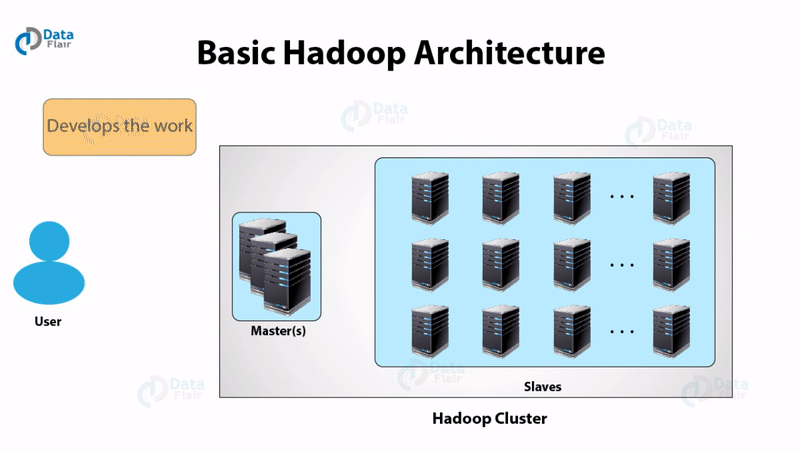 Data
Flair
Basic Hadoop Architecture
Develops the work
Data
Flair
Data
Flair
User
Master(s)
. . .
. . .
. . .
Slaves
Data
Flair
Data
Flair
Data
Flair
Hadoop Cluster